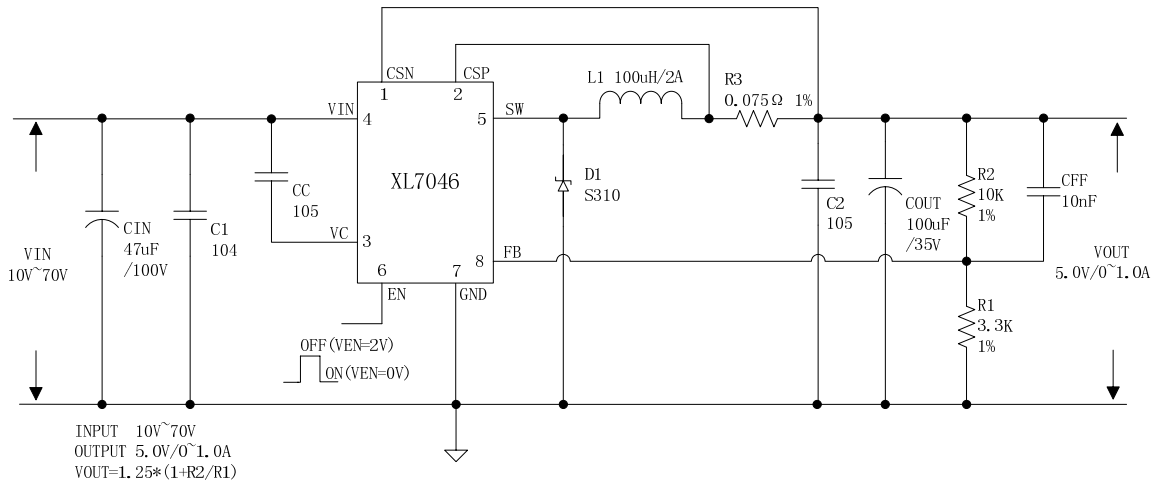 CSN
CSP
1
2
L1 100uH/2A
R3
0.075Ω 1%
VIN
4
5
SW
XL7046
D1
S310
CC
105
VC
3
CIN
47uF
/100V
C1
104
VIN
10V~70V
C2
105
COUT
100uF
/35V
R2
10K
1%
CFF
10nF
8
FB
6
7
EN
GND
VOUT
5.0V/0~1.0A
R1
3.3K
1%
OFF(VEN=2V)
ON(VEN=0V)
INPUT 10V~70V
OUTPUT 5.0V/0~1.0A
VOUT=1.25*(1+R2/R1)